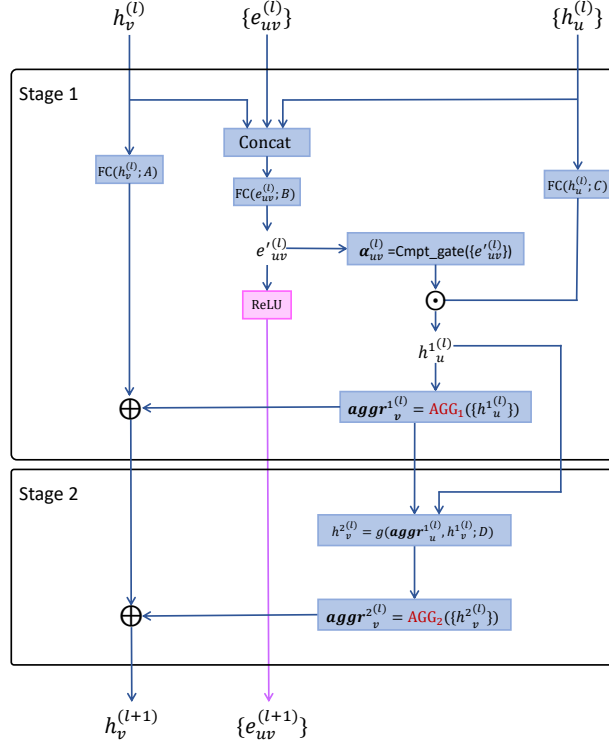 h_v^{(l)} {e_{uv}^{(l)}} {h_u^{(l)}}
Stage 1
Concat
FC(h_v^{(l)}; A) FC(e_{uv}^{(l)}; B) FC(h_u^{(l)}; C)
e'_{uv}^{(l)} α_{uv}^{(l)} =Cmpt_gate({e'_{uv}^{(l)}})
⊙
ReLU
h^1_u^{(l)}
⊕ aggr^1_v^{(l)} = AGG_1({h^1_u^{(l)}})
Stage 2
h^2_v^{(l)} = g(aggr^1_u^{(l)}, h^1_v^{(l)}; D)
⊕ aggr^2_v^{(l)} = AGG_2({h^2_v^{(l)}})
h_v^{(l+1)} {e_{uv}^{(l+1)}}